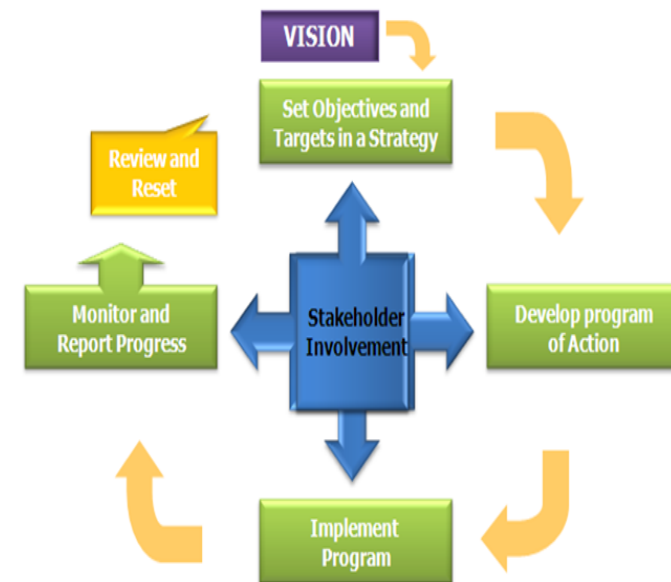 VISION
Set Objectives and
Targets in a Strategy
Review and
Reset
Monitor and
Report Progress
Stakeholder
Involvement
Develop program
of Action
Implement
Program